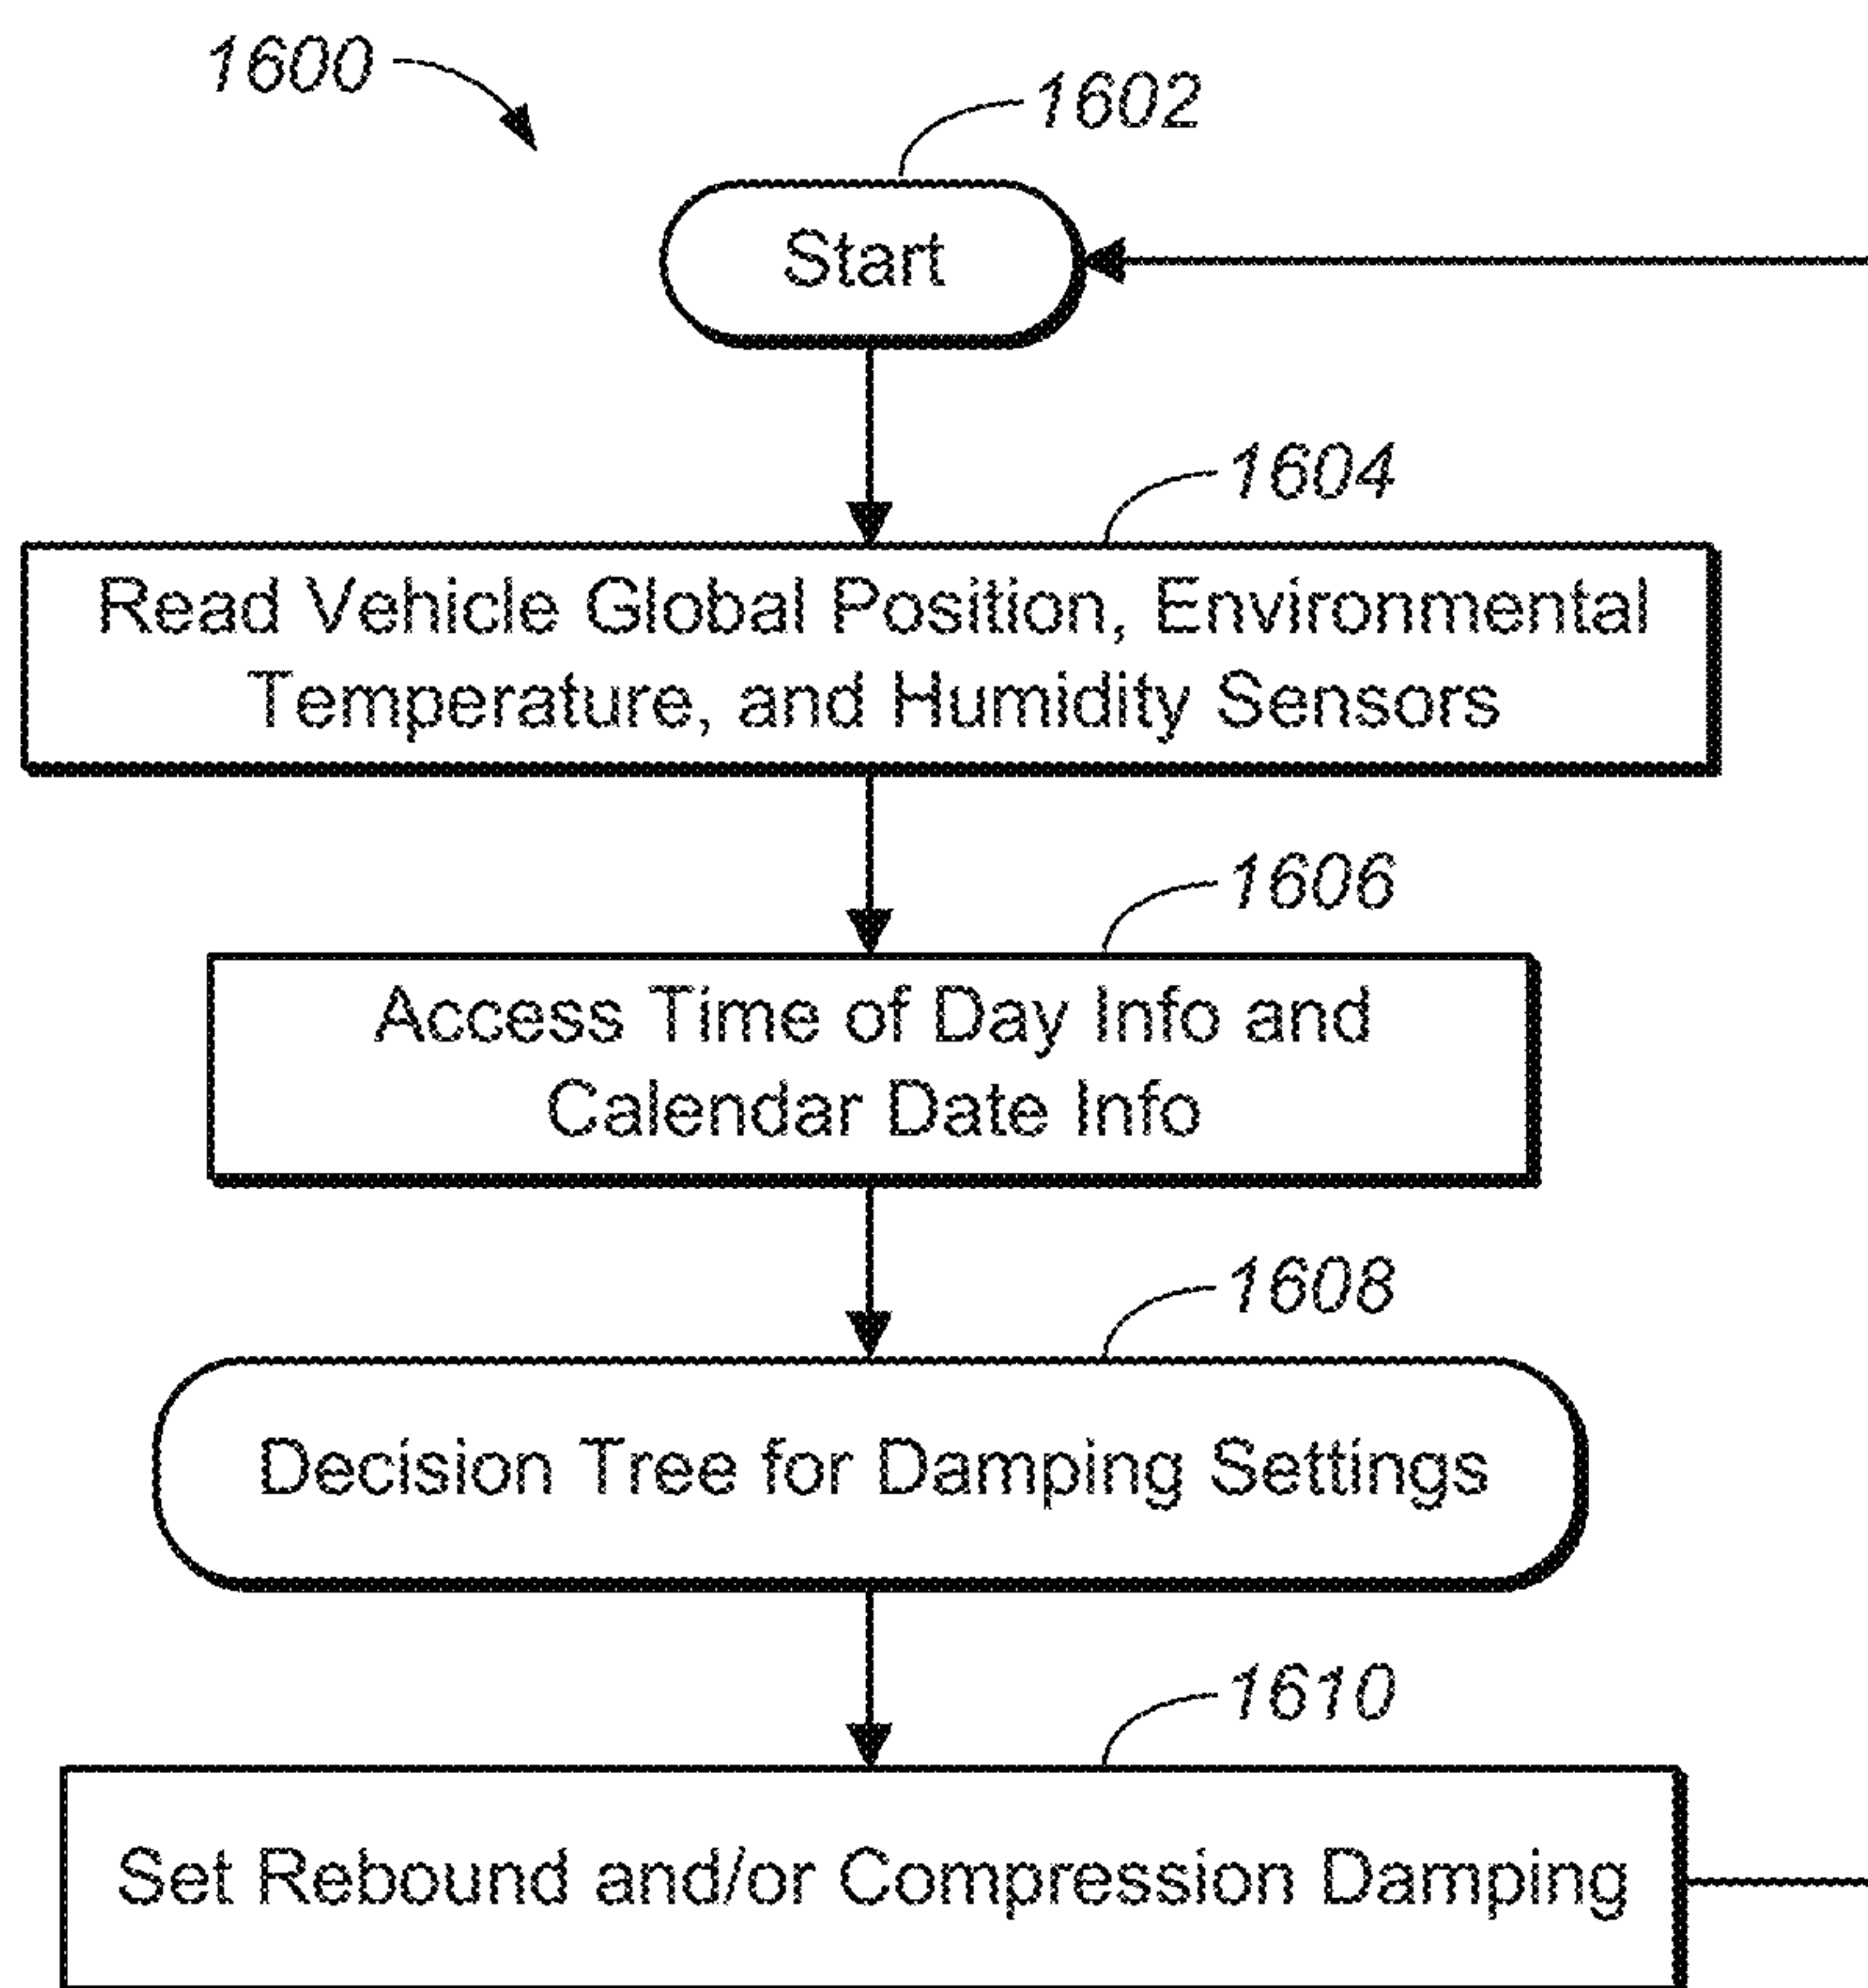 1600
1602
Start
1604
Read Vehicle Global Position, Environmental
Temperature, and Humidity Sensors
1606
Access Time of Day Info and
Calendar Date Info
1608
Decision Tree for Damping Settings
1610
Set Rebound and/or Compression Damping